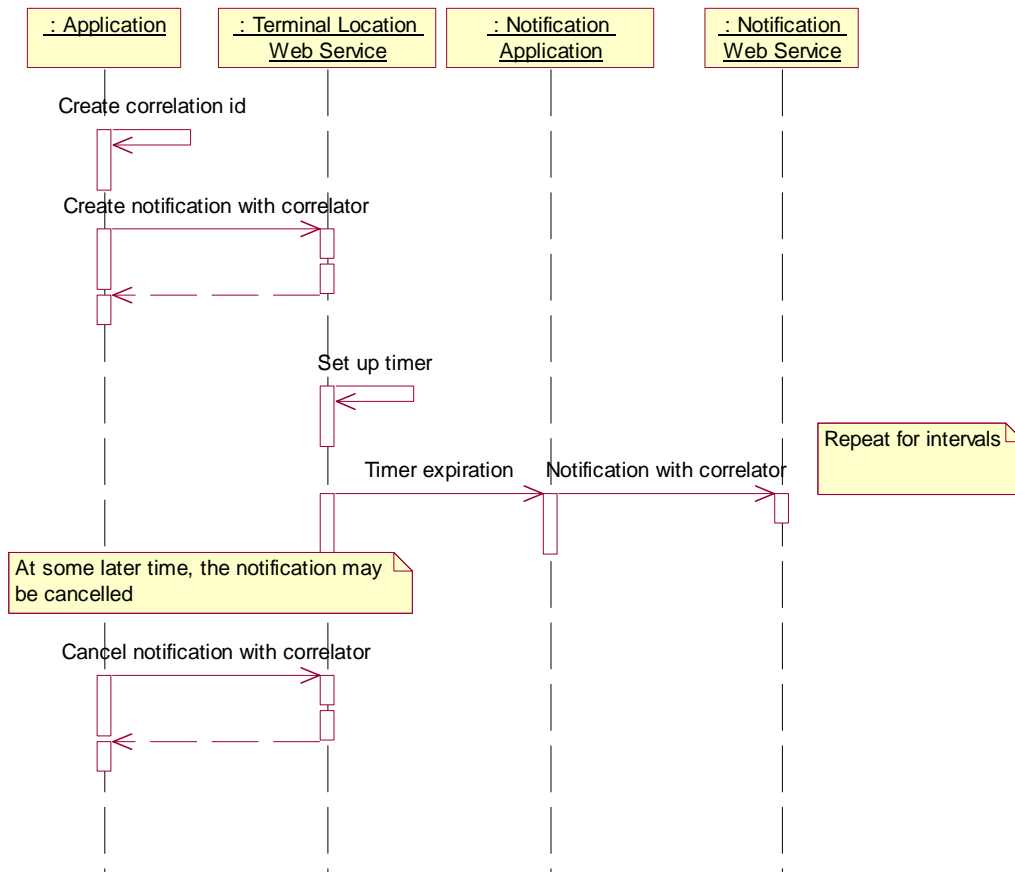 : Application
: Terminal Location
Web Service
: Notification
Application
: Notification
Web Service
Create correlation id
Create notification with correlator
Set up timer
Repeat for intervals
Timer expiration
Notification with correlator
At some later time, the notification may
be cancelled
Cancel notification with correlator